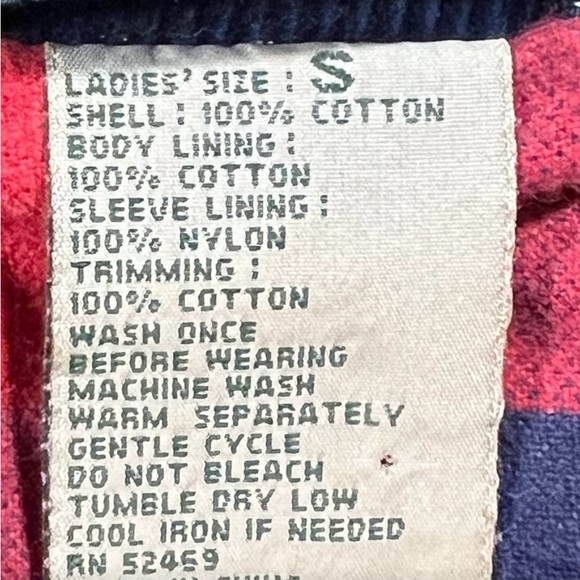 LADIES' SIZE : S
SHELL : 100% COTTON
BODY LINING :
100% COTTON
SLEEVE LINING :
100% NYLON
TRIMMING :
100% COTTON
WASH ONCE
BEFORE WEARING
MACHINE WASH
WARM SEPARATELY
GENTLE CYCLE
DO NOT BLEACH
TUMBLE DRY LOW
COOL IRON IF NEEDED
RN 52469